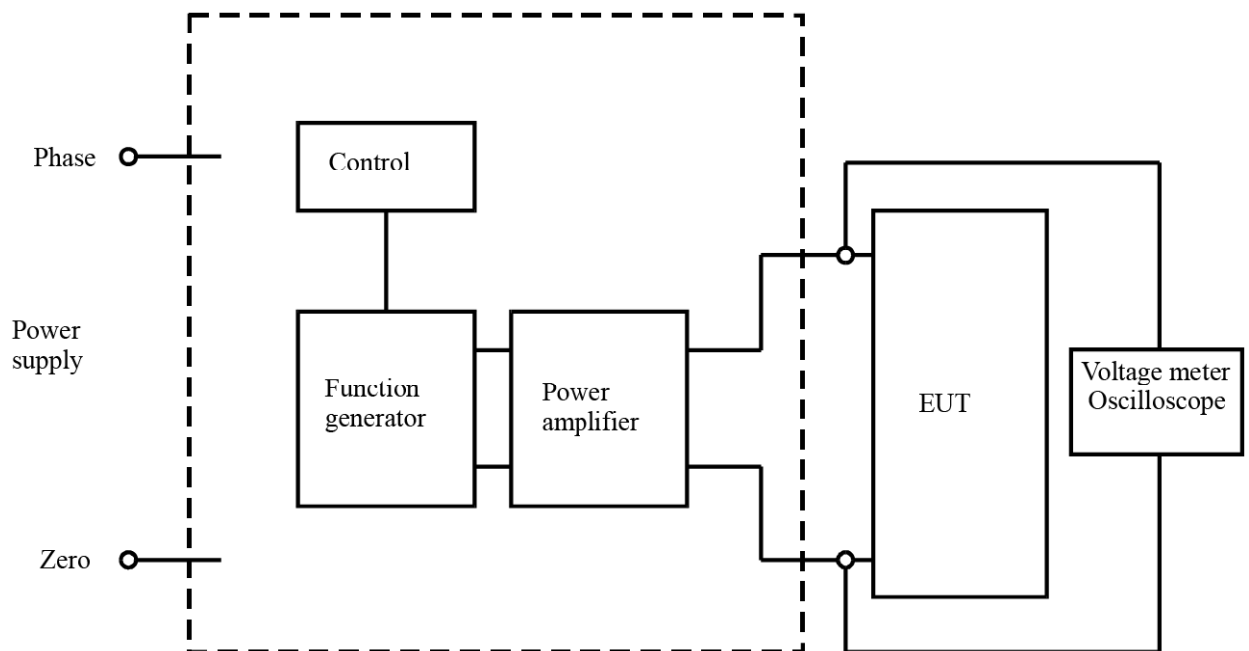 Phase
Control
Power
supply
Function
generator
Power
amplifier
EUT
Voltage meter
Oscilloscope
Zero